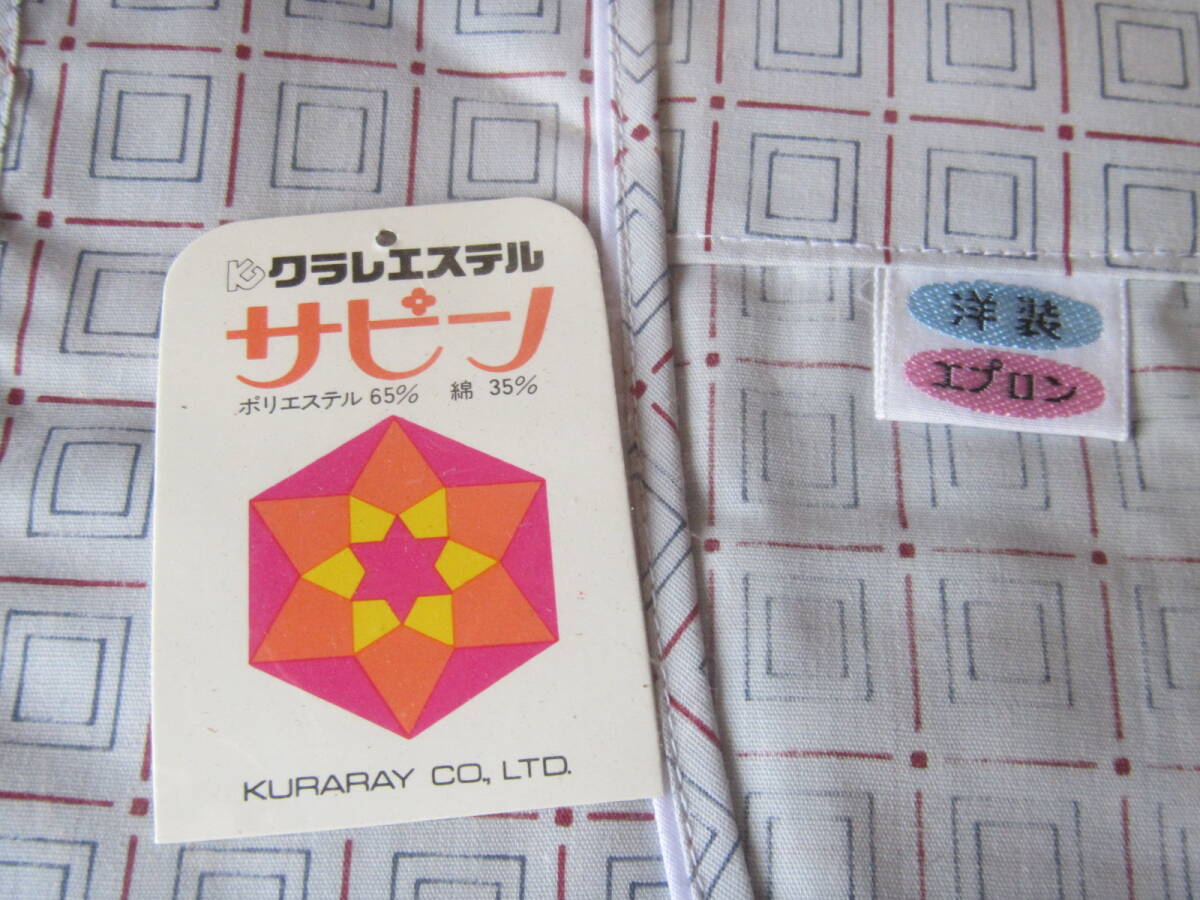 クラレエステル
サピーノ
ポリエステル 65% 綿 35%
KURARAY CO., LTD.
洋装
エプロン